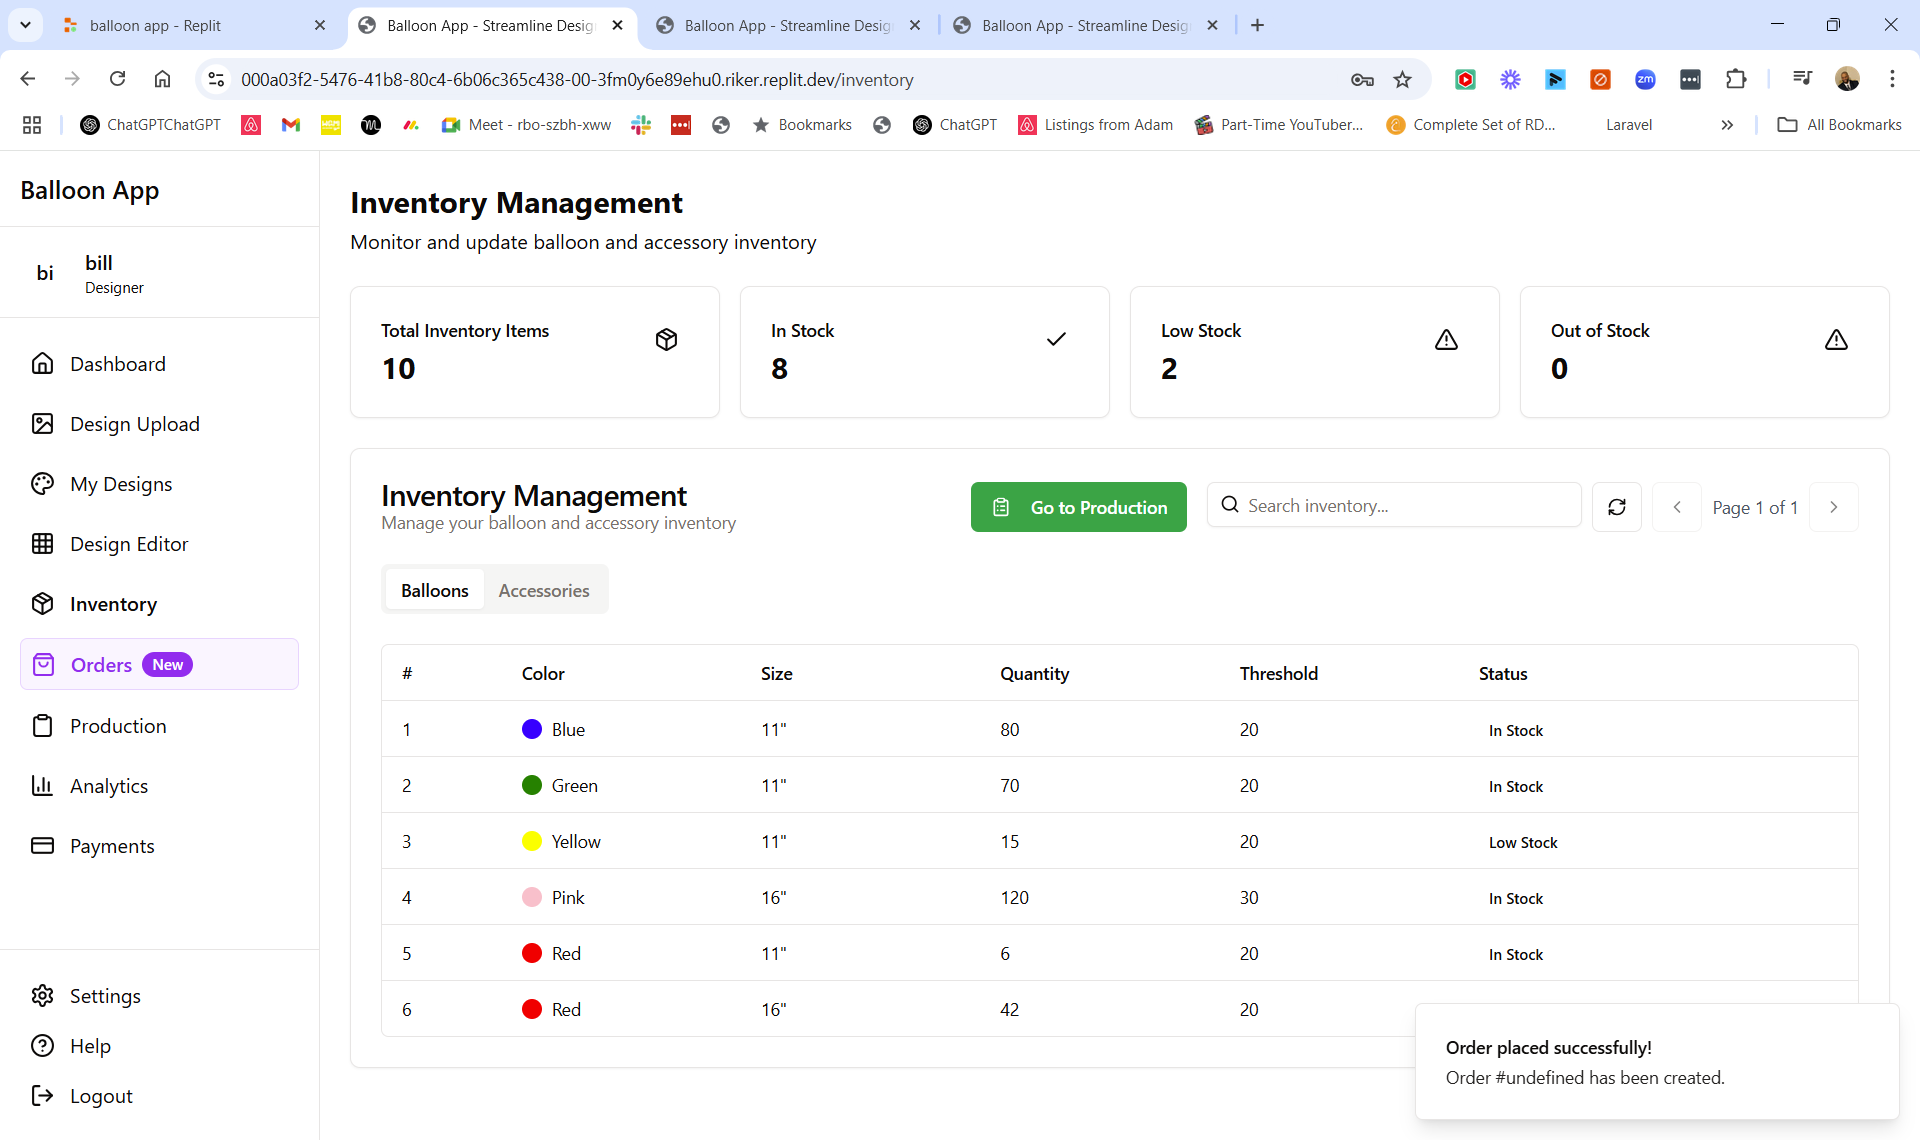 balloon app - Replit
Balloon App - Streamline Desig
Balloon App - Streamline Desig
Balloon App - Streamline Desig
000a03f2-5476-41b8-80c4-6b06c365c438-00-3fm0y6e89ehu0.riker.replit.dev/inventory
zm
ChatGPTChatGPT
Meet - rbo-szbh-xww
Bookmarks
ChatGPT
Listings from Adam
Part-Time YouTuber...
Complete Set of RD...
Laravel
All Bookmarks
Balloon App
bi
bill
Designer
Dashboard
Design Upload
My Designs
Design Editor
Inventory
Orders New
Production
Analytics
Payments
Settings
Help
Logout
Inventory Management
Monitor and update balloon and accessory inventory
Total Inventory Items
10
In Stock
8
Low Stock
2
Out of Stock
0
Inventory Management
Manage your balloon and accessory inventory
Go to Production
Search inventory...
Page 1 of 1
Balloons
Accessories
# Color Size Quantity Threshold Status
1 Blue 11" 80 20 In Stock
2 Green 11" 70 20 In Stock
3 Yellow 11" 15 20 Low Stock
4 Pink 16" 120 30 In Stock
5 Red 11" 6 20 In Stock
6 Red 16" 42 20
Order placed successfully!
Order #undefined has been created.